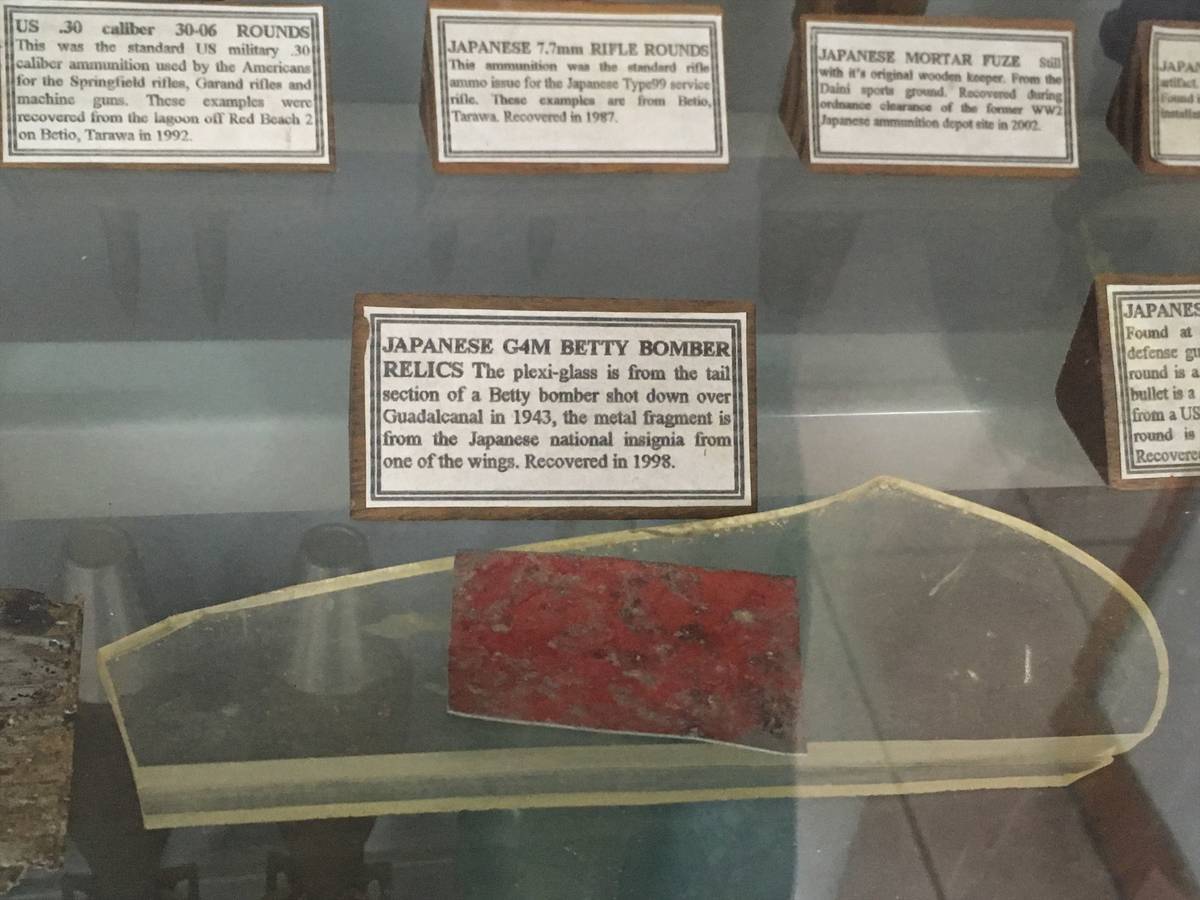 US .30 caliber 30-06 ROUNDS
This was the standard US military .30
caliber ammunition used by the Americans
for the Springfield rifles, Garand rifles and
machine guns. These examples were
recovered from the lagoon off Red Beach 2
on Betio, Tarawa in 1992.
JAPANESE 7.7mm RIFLE ROUNDS
This ammunition was the standard rifle
ammo issue for the Japanese Type99 service
rifle. These examples are from Betio,
Tarawa. Recovered in 1987.
JAPANESE MORTAR FUZE Still
with it's original wooden keeper. From the
Daini sports ground. Recovered during
ordnance clearance of the former WW2
Japanese ammunition depot site in 2002.
JAPAN
artifact
Found
JAPANESE G4M BETTY BOMBER
RELICS The plexi-glass is from the tail
section of a Betty bomber shot down over
Guadalcanal in 1943, the metal fragment is
from the Japanese national insignia from
one of the wings. Recovered in 1998.
JAPANES
Found at
defense gu
round is a
bullet is a
from a US
round is
Recovere